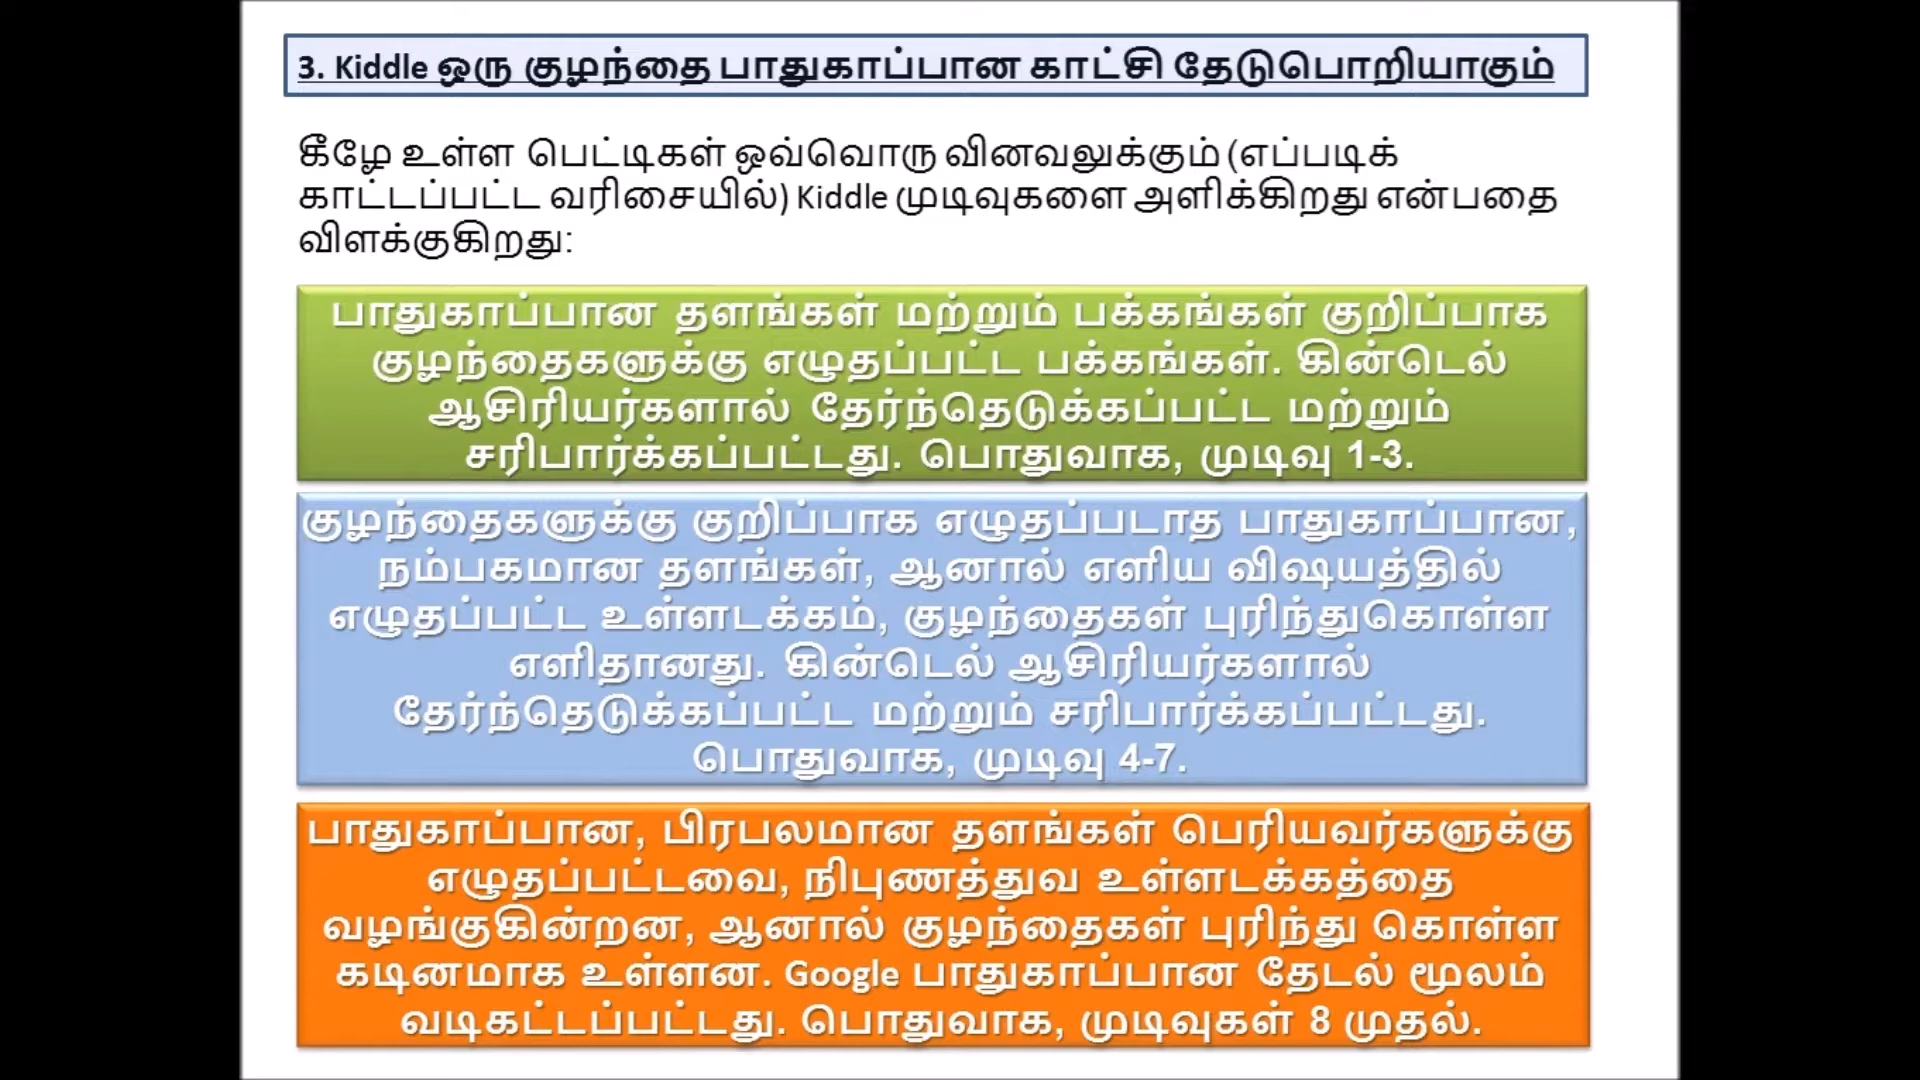 3. Kiddle ஒரு குழந்தை பாதுகாப்பான காட்சி தேடுபொறியாகும்
கீழே உள்ள பெட்டிகள் ஒவ்வொரு வினவலுக்கும் (எப்படிக்
காட்டப்பட்ட வரிசையில்) Kiddle முடிவுகளை அளிக்கிறது என்பதை
விளக்குகிறது:
பாதுகாப்பான தளங்கள் மற்றும் பக்கங்கள் குறிப்பாக
குழந்தைகளுக்கு எழுதப்பட்ட பக்கங்கள். கின்டெல்
ஆசிரியர்களால் தேர்ந்தெடுக்கப்பட்ட மற்றும்
சரிபார்க்கப்பட்டது. பொதுவாக, முடிவு 1-3.
குழந்தைகளுக்கு குறிப்பாக எழுதப்படாத பாதுகாப்பான,
நம்பகமான தளங்கள், ஆனால் எளிய விஷயத்தில்
எழுதப்பட்ட உள்ளடக்கம், குழந்தைகள் புரிந்துகொள்ள
எளிதானது. கின்டெல் ஆசிரியர்களால்
தேர்ந்தெடுக்கப்பட்ட மற்றும் சரிபார்க்கப்பட்டது.
பொதுவாக, முடிவு 4-7.
பாதுகாப்பான, பிரபலமான தளங்கள் பெரியவர்களுக்கு
எழுதப்பட்டவை, நிபுணத்துவ உள்ளடக்கத்தை
வழங்குகின்றன, ஆனால் குழந்தைகள் புரிந்து கொள்ள
கடினமாக உள்ளன. Google பாதுகாப்பான தேடல் மூலம்
வடிகட்டப்பட்டது. பொதுவாக, முடிவுகள் 8 முதல்.